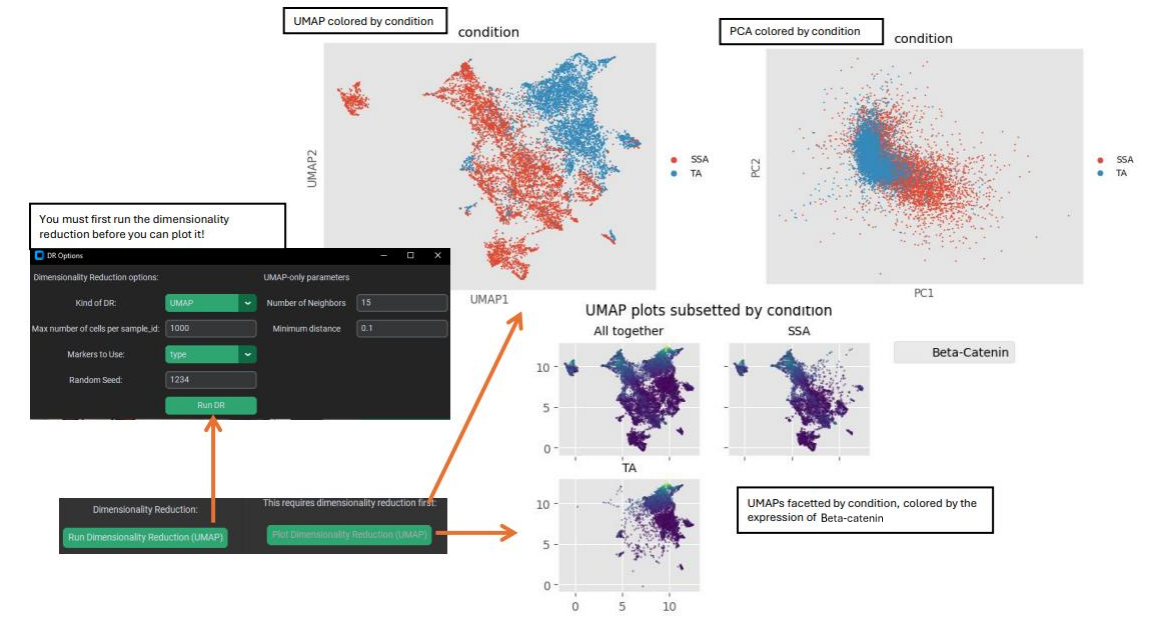 UMAP colored by condition
condition
UMAP2
UMAP1
SSA
TA
PCA colored by condition
condition
PC2
PC1
SSA
TA
You must first run the dimensionality
reduction before you can plot it!
DR Options
Dimensionality Reduction options:
UMAP-only parameters
Kind of DR:
UMAP
Number of Neighbors
15
Max number of cells per sample_id:
1000
Minimum distance
0.1
Markers to Use:
type
Random Seed:
1234
Run DR
Dimensionality Reduction:
This requires dimensionality reduction first:
Run Dimensionality Reduction (UMAP)
Plot Dimensionality Reduction (UMAP)
UMAP plots subsetted by condition
All together
SSA
Beta-Catenin
10
5
0
TA
10
5
0
0
5
10
UMAPs facetted by condition, colored by the
expression of Beta-catenin